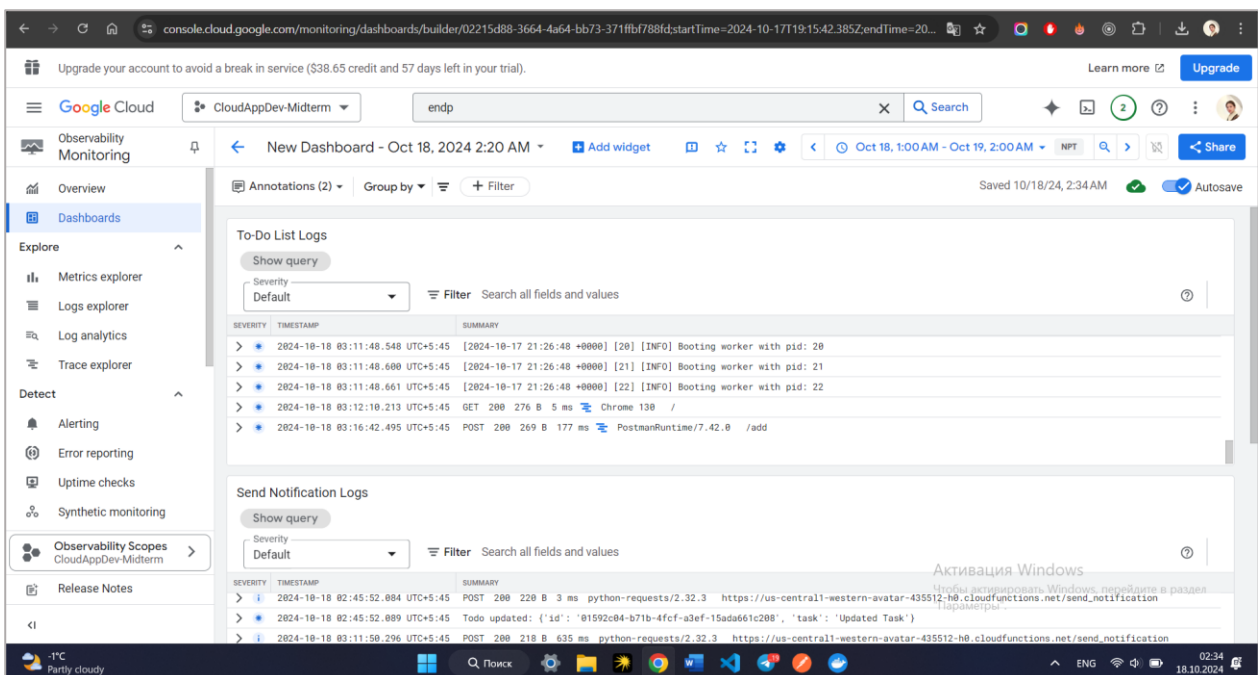 console.cloud.google.com/monitoring/dashboards/builder/02215d88-3664-4a64-bb73-371ffbf788fd;startTime=2024-10-17T19:15:42.385Z;endTime=20...
Upgrade your account to avoid a break in service ($38.65 credit and 57 days left in your trial).
Learn more
Upgrade
Google Cloud
CloudAppDev-Midterm
endp
Search
2
Observability
Monitoring
New Dashboard - Oct 18, 2024 2:20 AM
Add widget
Oct 18, 1:00 AM - Oct 19, 2:00 AM
NPT
Share
Overview
Dashboards
Explore
Metrics explorer
Logs explorer
Log analytics
Trace explorer
Detect
Alerting
Error reporting
Uptime checks
Synthetic monitoring
Observability Scopes
CloudAppDev-Midterm
Release Notes
Annotations (2)
Group by
Filter
Saved 10/18/24, 2:34 AM
Autosave
To-Do List Logs
Show query
Severity
Default
Filter
Search all fields and values
SEVERITY TIMESTAMP SUMMARY
2024-10-18 03:11:48.548 UTC+5:45 [2024-10-17 21:26:48 +0000] [20] [INFO] Booting worker with pid: 20
2024-10-18 03:11:48.600 UTC+5:45 [2024-10-17 21:26:48 +0000] [21] [INFO] Booting worker with pid: 21
2024-10-18 03:11:48.661 UTC+5:45 [2024-10-17 21:26:48 +0000] [22] [INFO] Booting worker with pid: 22
2024-10-18 03:12:10.213 UTC+5:45 GET 200 276 B 5 ms Chrome 130 /
2024-10-18 03:16:42.495 UTC+5:45 POST 200 269 B 177 ms PostmanRuntime/7.42.0 /add
Send Notification Logs
Show query
Severity
Default
Filter
Search all fields and values
SEVERITY TIMESTAMP SUMMARY
2024-10-18 02:45:52.084 UTC+5:45 POST 200 220 B 3 ms python-requests/2.32.3 https://us-central1-western-avatar-435512-h0.cloudfunctions.net/send_notification
2024-10-18 02:45:52.089 UTC+5:45 Todo updated: {'id': '01592c04-b71b-4fcf-a3ef-15ada661c208', 'task': 'Updated Task'}
2024-10-18 03:11:50.296 UTC+5:45 POST 200 218 B 635 ms python-requests/2.32.3 https://us-central1-western-avatar-435512-h0.cloudfunctions.net/send_notification
Активация Windows
Чтобы активировать Windows, перейдите в раздел
"Параметры".
-1°C
Partly cloudy
Поиск
19
ENG
02:34
18.10.2024